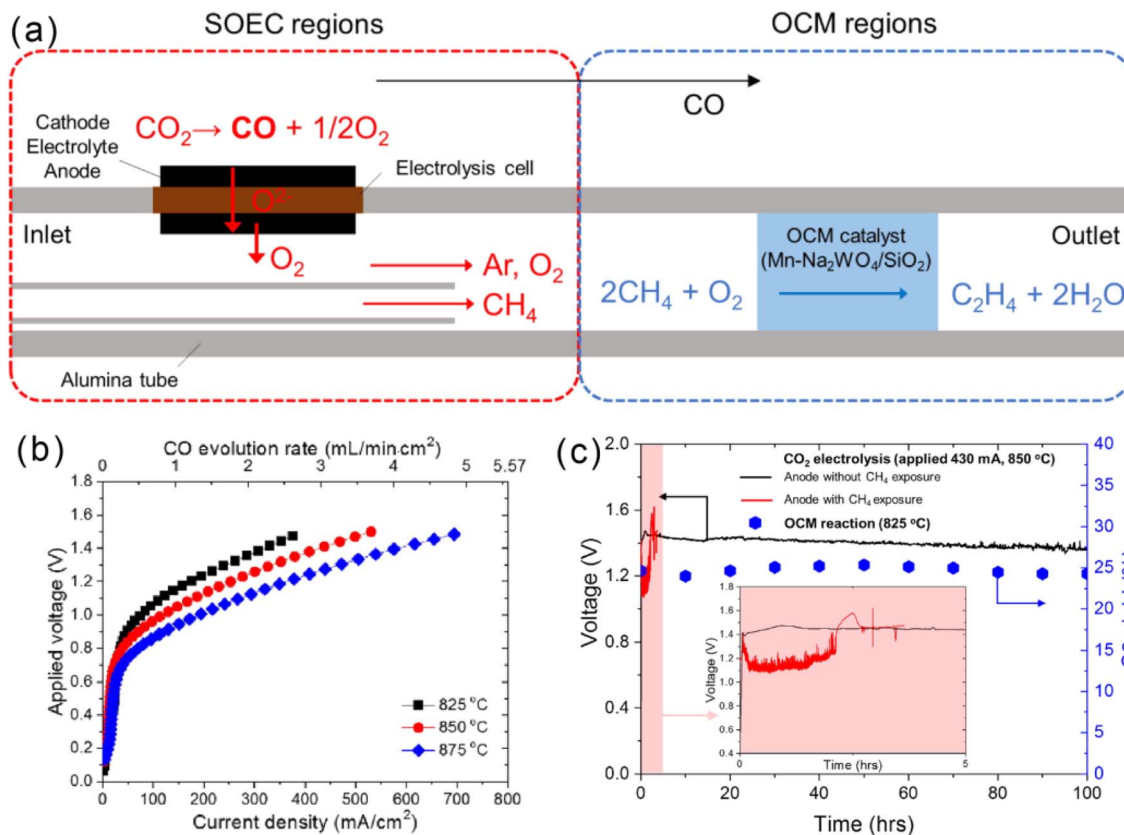 (a)
SOEC regions
OCM regions
CO
CO₂→ CO + 1/2O₂
Cathode
Electrolyte
Anode
Electrolysis cell
O²⁻
Inlet
O₂
Ar, O₂
CH₄
Alumina tube
OCM catalyst
(Mn-Na₂WO₄/SiO₂)
Outlet
2CH₄ + O₂
C₂H₄ + 2H₂O
(b)
CO evolution rate (mL/min·cm²)
0 1 2 3 4 5 5.57
Applied voltage (V)
1.8
1.6
1.4
1.2
1.0
0.8
0.6
0.4
0.2
0.0
825 °C
850 °C
875 °C
0 100 200 300 400 500 600 700 800
Current density (mA/cm²)
(c)
Voltage (V)
2.0
1.6
1.2
0.8
0.4
0.0
CO₂ electrolysis (applied 430 mA, 850 °C)
Anode without CH₄ exposure
Anode with CH₄ exposure
OCM reaction (825 °C)
Voltage (V)
1.8
1.6
1.4
1.2
1.0
0.8
0.6
0.4
0 5
Time (hrs)
40
35
30
25
20
15
10
5
0
0 20 40 60 80 100
Time (hrs)